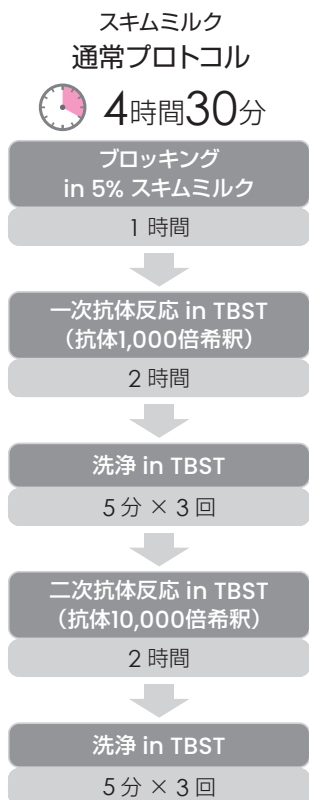 スキムミルク
通常プロトコル
4時間30分
ブロッキング
in 5% スキムミルク
1 時間
一次抗体反応 in TBST
（抗体1,000倍希釈）
2 時間
洗浄 in TBST
5 分 × 3 回
二次抗体反応 in TBST
（抗体10,000倍希釈）
2 時間
洗浄 in TBST
5 分 × 3 回